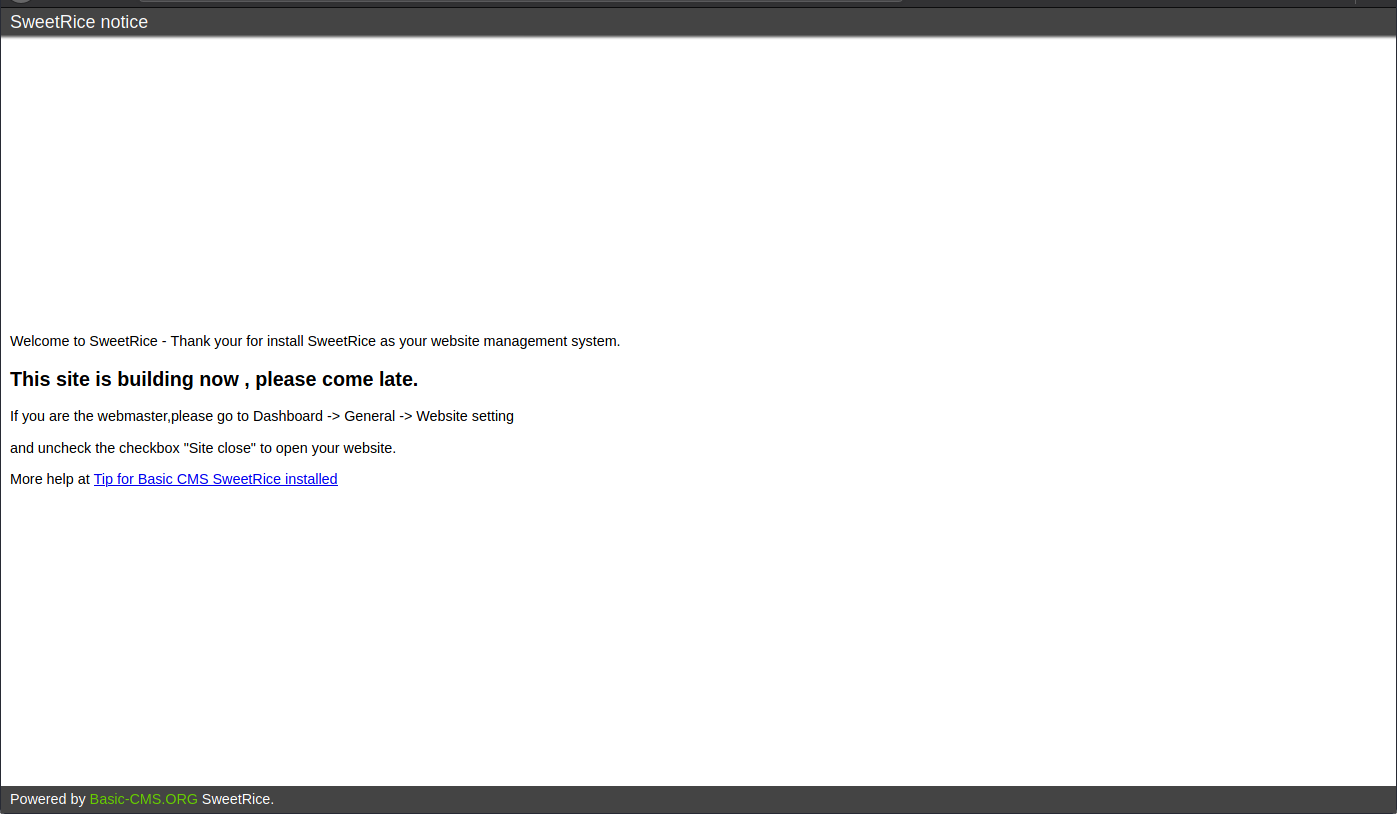 SweetRice notice
Welcome to SweetRice - Thank your for install SweetRice as your website management system.
This site is building now , please come late.
If you are the webmaster,please go to Dashboard -> General -> Website setting
and uncheck the checkbox "Site close" to open your website.
More help at Tip for Basic CMS SweetRice installed
Powered by Basic-CMS.ORG SweetRice.